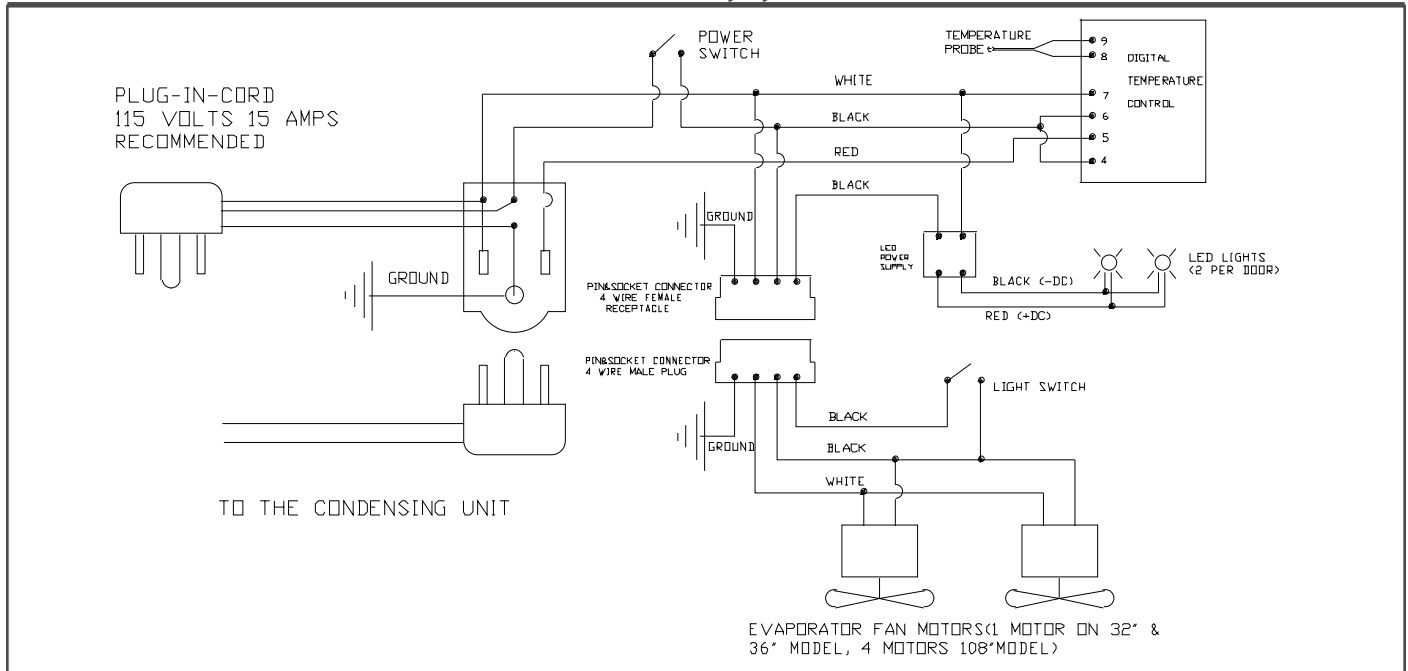 POWER
SWITCH
TEMPERATURE
PROBE
9
8
DIGITAL
TEMPERATURE
CONTROL
7
6
5
4
WHITE
BLACK
RED
BLACK
PLUG-IN-CORD
115 VOLTS 15 AMPS
RECOMMENDED
GROUND
GROUND
LED
POWER
SUPPLY
LED LIGHTS
(2 PER DOOR)
BLACK (-DC)
RED (+DC)
PIN&SOCKET CONNECTOR
4 WIRE FEMALE
RECEPTACLE
PIN&SOCKET CONNECTOR
4 WIRE MALE PLUG
LIGHT SWITCH
BLACK
GROUND
BLACK
WHITE
TO THE CONDENSING UNIT
EVAPORATOR FAN MOTORS(1 MOTOR ON 32" &
36" MODEL, 4 MOTORS 108"MODEL)